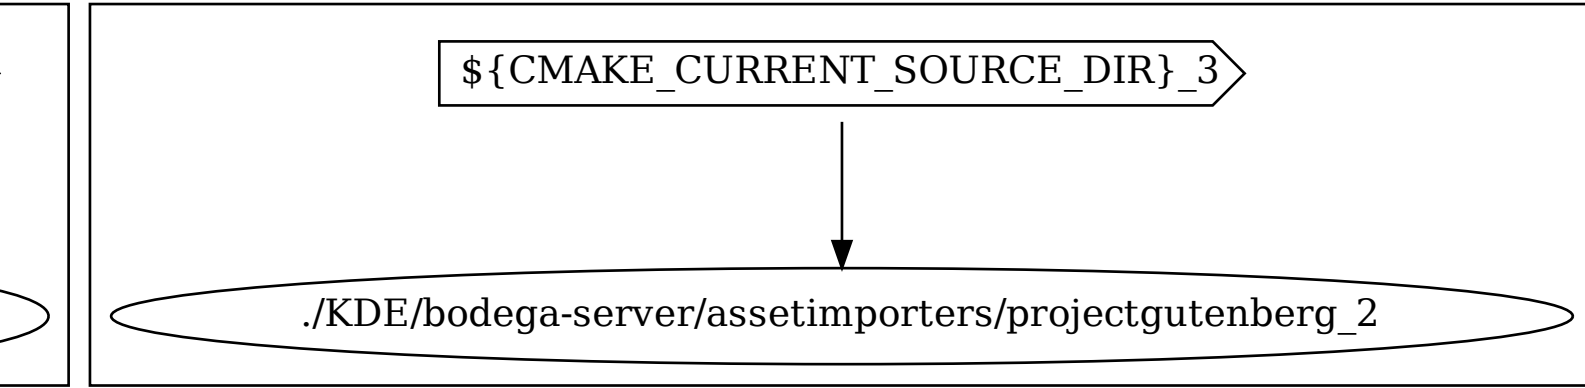 ${CMAKE_CURRENT_SOURCE_DIR}_3
./KDE/bodega-server/assetimporters/projectgutenberg_2